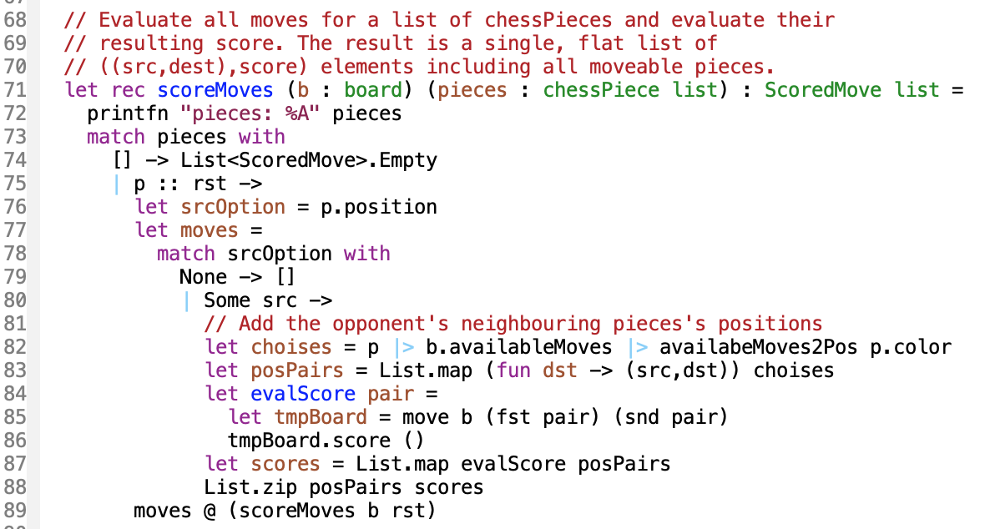 68 // Evaluate all moves for a list of chessPieces and evaluate their
69 // resulting score. The result is a single, flat list of
70 // ((src,dest),score) elements including all moveable pieces.
71 let rec scoreMoves (b : board) (pieces : chessPiece list) : ScoredMove list =
72   printfn "pieces: %A" pieces
73   match pieces with
74     [] -> List<ScoredMove>.Empty
75     | p :: rst ->
76       let srcOption = p.position
77       let moves =
78         match srcOption with
79           None -> []
80           | Some src ->
81             // Add the opponent's neighbouring pieces's positions
82             let choises = p |> b.availableMoves |> availabeMoves2Pos p.color
83             let posPairs = List.map (fun dst -> (src,dst)) choises
84             let evalScore pair =
85               let tmpBoard = move b (fst pair) (snd pair)
86               tmpBoard.score ()
87             let scores = List.map evalScore posPairs
88             List.zip posPairs scores
89       moves @ (scoreMoves b rst)